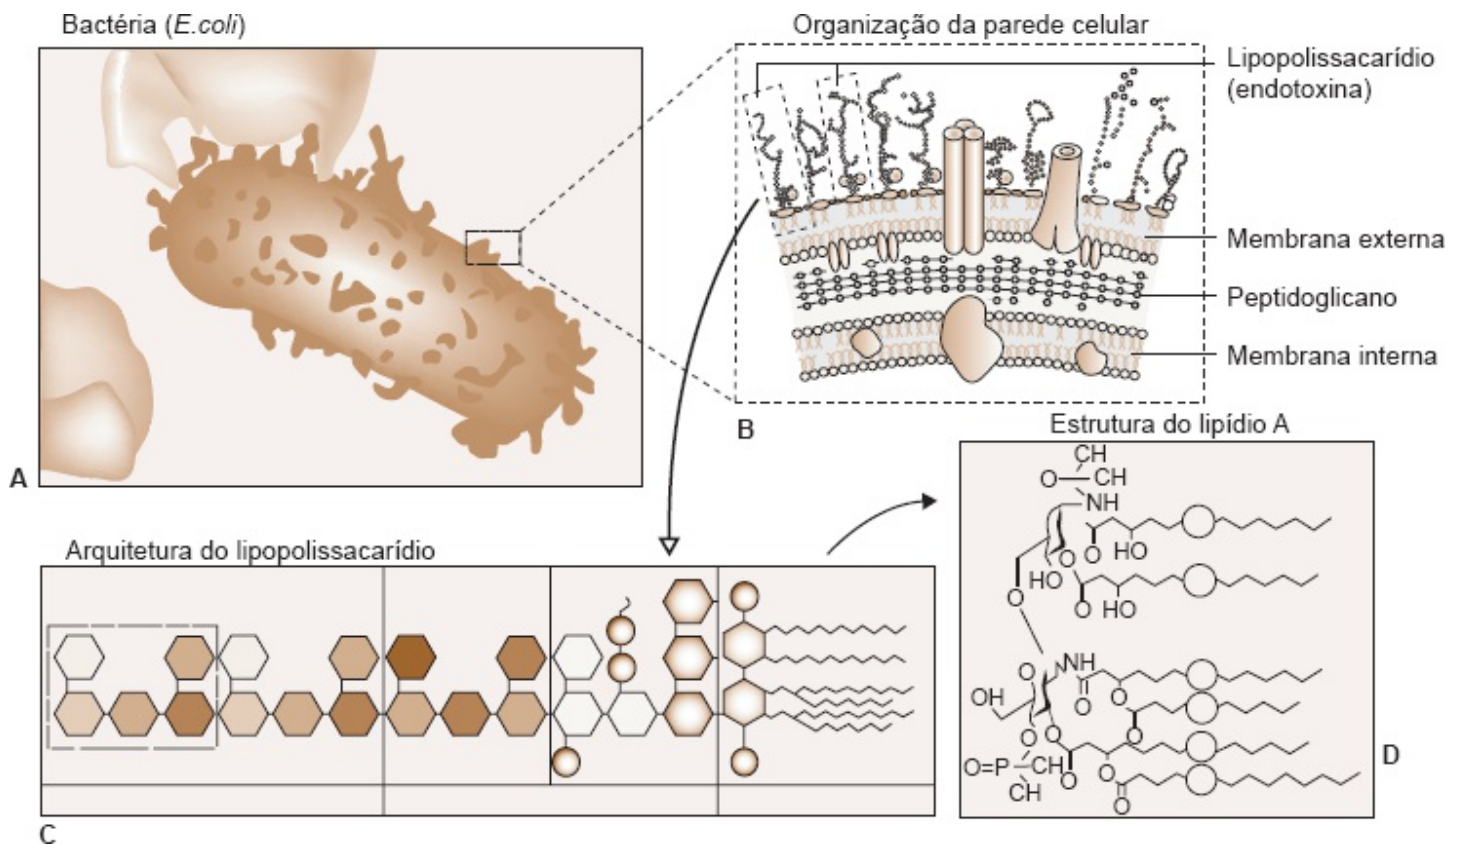 Bactéria (E.coli)
A
Organização da parede celular
Lipopolissacarídio
(endotoxina)
Membrana externa
Peptidoglicano
Membrana interna
B
Arquitetura do lipopolissacarídio
C
Estrutura do lipídio A
CH
O
CH
NH
O
HO
O
HO
O
HO
O
O
NH
O
O
OH
O
O
O
O
O=P
CH
O
O
CH
O
D